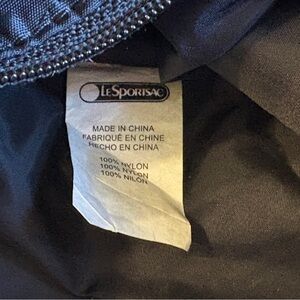 LeSportsac
MADE IN CHINA
FABRIQUÉ EN CHINE
HECHO EN CHINA
100% NYLON
100% NYLON
100% NILON